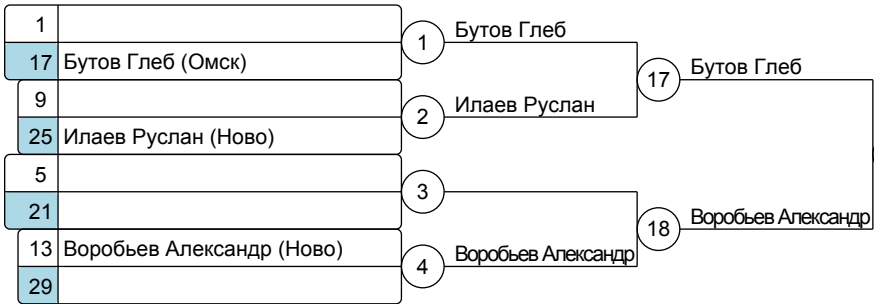 1
17 Бутов Глеб (Омск)
9
25 Илаев Руслан (Ново)
5
21
13 Воробьев Александр (Ново)
29
1 Бутов Глеб
2 Илаев Руслан
3
4 Воробьев Александр
17 Бутов Глеб
18 Воробьев Александр